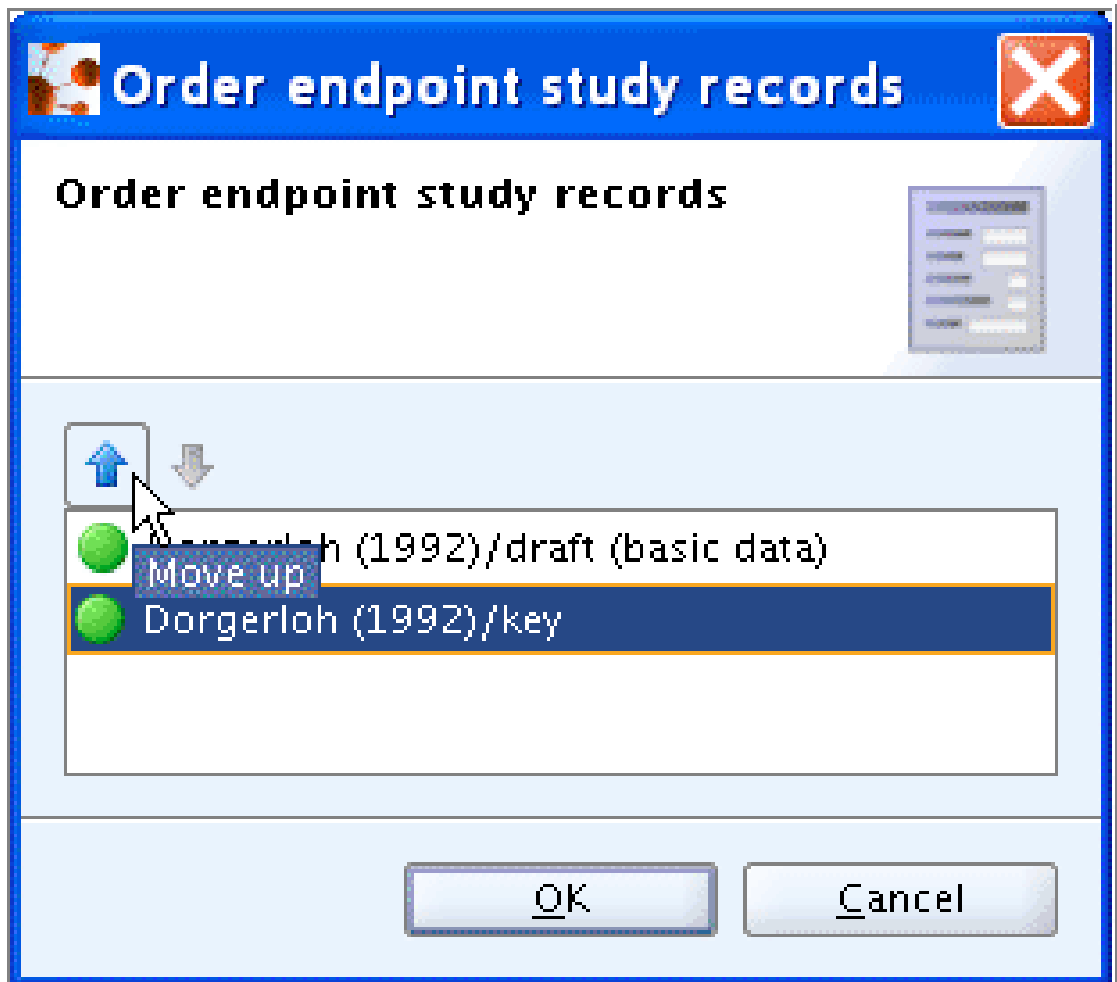 Order endpoint study records
Order endpoint study records
(1992)/draft (basic data)
Move up
Dorgerloh (1992)/key
OK
Cancel